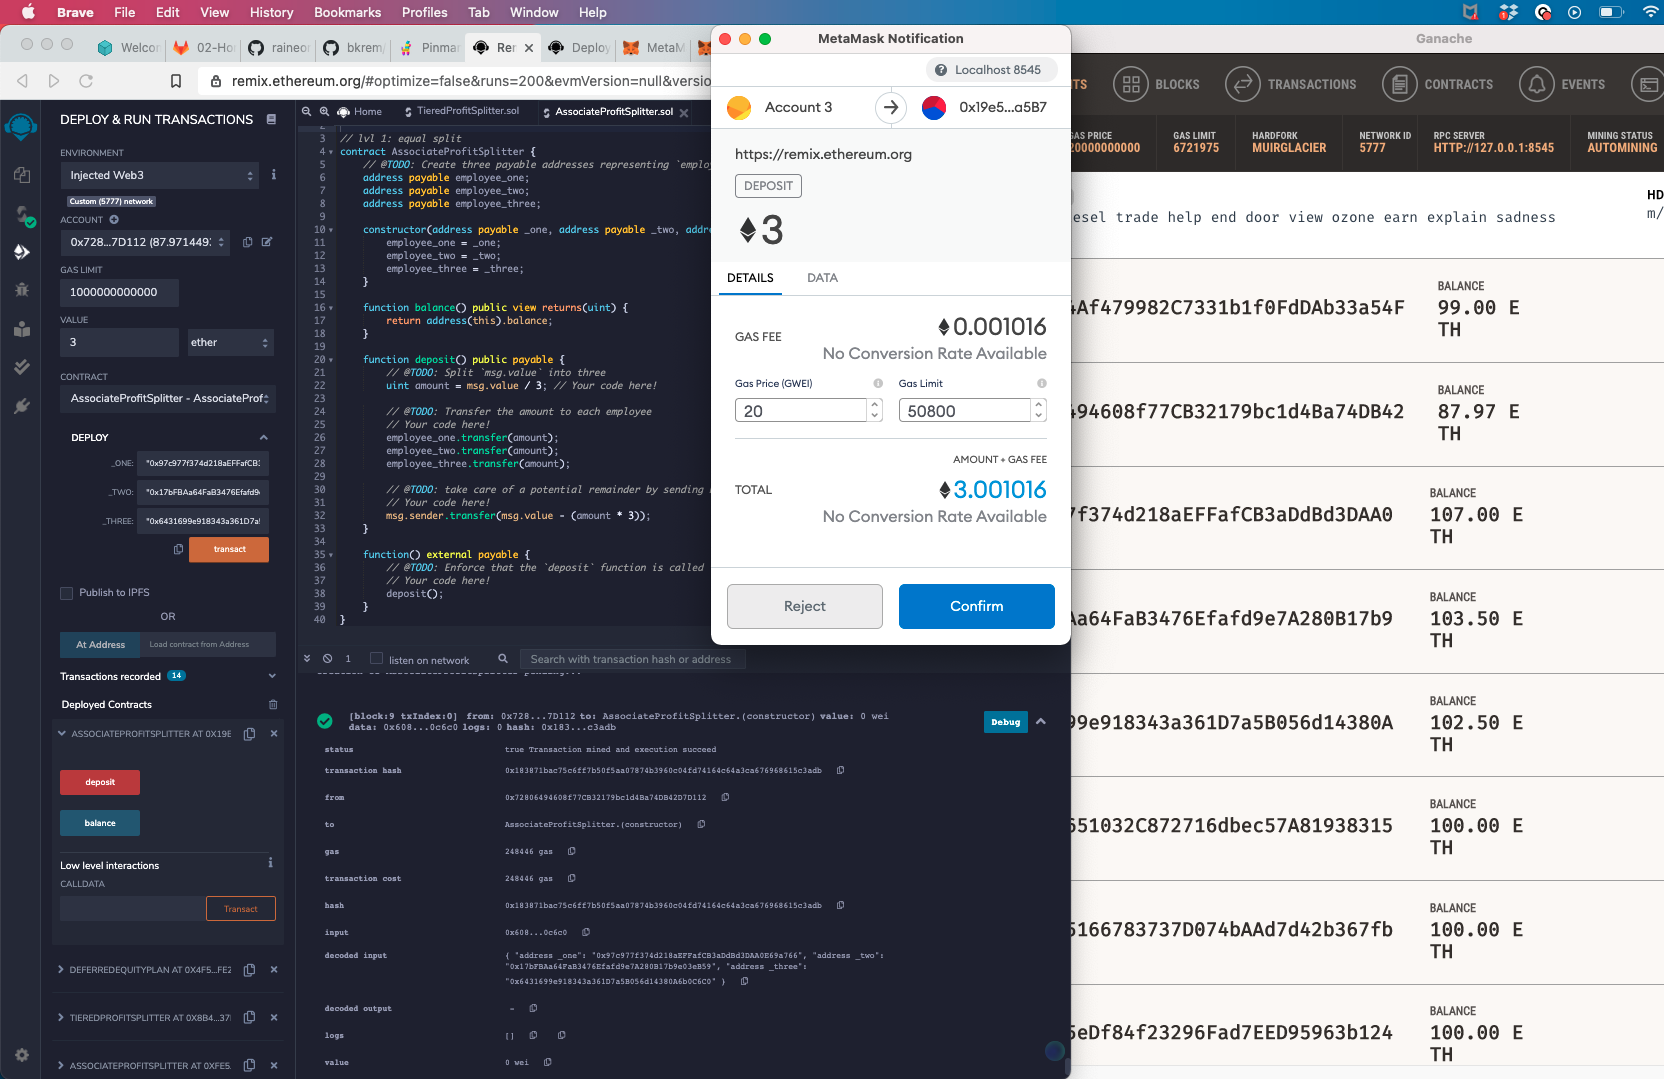 Brave File Edit View History Bookmarks Profiles Tab Window Help
Welcor 02-Ho raineo bkrem/ Pinmar Re Deploy MetaM
remix.ethereum.org/#optimize=false&runs=200&evmVersion=null&versio
DEPLOY & RUN TRANSACTIONS
ENVIRONMENT
Injected Web3
i
Custom (5777) network
ACCOUNT
0x728...7D112 (87.971449
GAS LIMIT
1000000000000
VALUE
3
ether
CONTRACT
AssociateProfitSplitter - AssociateProf
DEPLOY
_ONE: "0x97c977f374d218aEFFafCB3
_TWO: "0x17bFBAa64FaB3476Efafd9
_THREE: "0x6431699e918343a361D7a5
transact
Publish to IPFS
OR
At Address
Load contract from Address
Transactions recorded 14
Deployed Contracts
ASSOCIATEPROFITSPLITTER AT 0X19E
deposit
balance
Low level interactions
i
CALLDATA
Transact
DEFERREDEQUITYPLAN AT 0X4F5...FE2
TIEREDPROFITSPLITTER AT 0X8B4...37
ASSOCIATEPROFITSPLITTER AT 0XFE5
Home
TieredProfitSplitter.sol
AssociateProfitSplitter.sol
2
3 // lvl 1: equal split
4 contract AssociateProfitSplitter {
5 // @TODO: Create three payable addresses representing `employ
6 address payable employee_one;
7 address payable employee_two;
8 address payable employee_three;
9
10 constructor(address payable _one, address payable _two, addr
11 employee_one = _one;
12 employee_two = _two;
13 employee_three = _three;
14 }
15
16 function balance() public view returns(uint) {
17 return address(this).balance;
18 }
19
20 function deposit() public payable {
21 // @TODO: Split `msg.value` into three
22 uint amount = msg.value / 3; // Your code here!
23
24 // @TODO: Transfer the amount to each employee
25 // Your code here!
26 employee_one.transfer(amount);
27 employee_two.transfer(amount);
28 employee_three.transfer(amount);
29
30 // @TODO: take care of a potential remainder by sending
31 // Your code here!
32 msg.sender.transfer(msg.value - (amount * 3));
33 }
34
35 function() external payable {
36 // @TODO: Enforce that the `deposit` function is called
37 // Your code here!
38 deposit();
39 }
40 }
1
listen on network
Search with transaction hash or address
[block:9 txIndex:0] from: 0x728...7D112 to: AssociateProfitSplitter.(constructor) value: 0 wei
data: 0x608...0c6c0 logs: 0 hash: 0x183...c3adb
Debug
status true Transaction mined and execution succeed
transaction hash 0x183871bac75c6ff7b50f5aa07874b3960c04fd74164c64a3ca676968615c3adb
from 0x72806494608f77CB32179bc1d4Ba74DB42D7D112
to AssociateProfitSplitter.(constructor)
gas 248446 gas
transaction cost 248446 gas
hash 0x183871bac75c6ff7b50f5aa07874b3960c04fd74164c64a3ca676968615c3adb
input 0x608...0c6c0
decoded input { "address _one": "0x97c977f374d218aEFFafCB3aDdBd3DAA0E69a766", "address _two":
"0x17bFBAa64FaB3476Efafd9e7A280B17b9e03eB59", "address _three":
"0x6431699e918343a361D7a5B056d14380A6b0C6C0" }
decoded output -
logs []
value 0 wei
MetaMask Notification
Localhost 8545
Account 3
0x19e5...a5B7
https://remix.ethereum.org
DEPOSIT
3
DETAILS
DATA
GAS FEE
0.001016
No Conversion Rate Available
Gas Price (GWEI)
Gas Limit
20
50800
AMOUNT + GAS FEE
TOTAL
3.001016
No Conversion Rate Available
Reject
Confirm
Ganache
TS
BLOCKS
TRANSACTIONS
CONTRACTS
EVENTS
GAS PRICE
20000000000
GAS LIMIT
6721975
HARDFORK
MUIRGLACIER
NETWORK ID
5777
RPC SERVER
HTTP://127.0.0.1:8545
MINING STATUS
AUTOMINING
esel trade help end door view ozone earn explain sadness
HD
m/
4Af479982C7331b1f0FdDAb33a54F
BALANCE
99.00 E
TH
494608f77CB32179bc1d4Ba74DB42
BALANCE
87.97 E
TH
7f374d218aEFFafCB3aDdBd3DAA0
BALANCE
107.00 E
TH
Aa64FaB3476Efafd9e7A280B17b9
BALANCE
103.50 E
TH
99e918343a361D7a5B056d14380A
BALANCE
102.50 E
TH
651032C872716dbec57A81938315
BALANCE
100.00 E
TH
5166783737D074bAAd7d42b367fb
BALANCE
100.00 E
TH
5eDf84f23296Fad7EED95963b124
BALANCE
100.00 E
TH